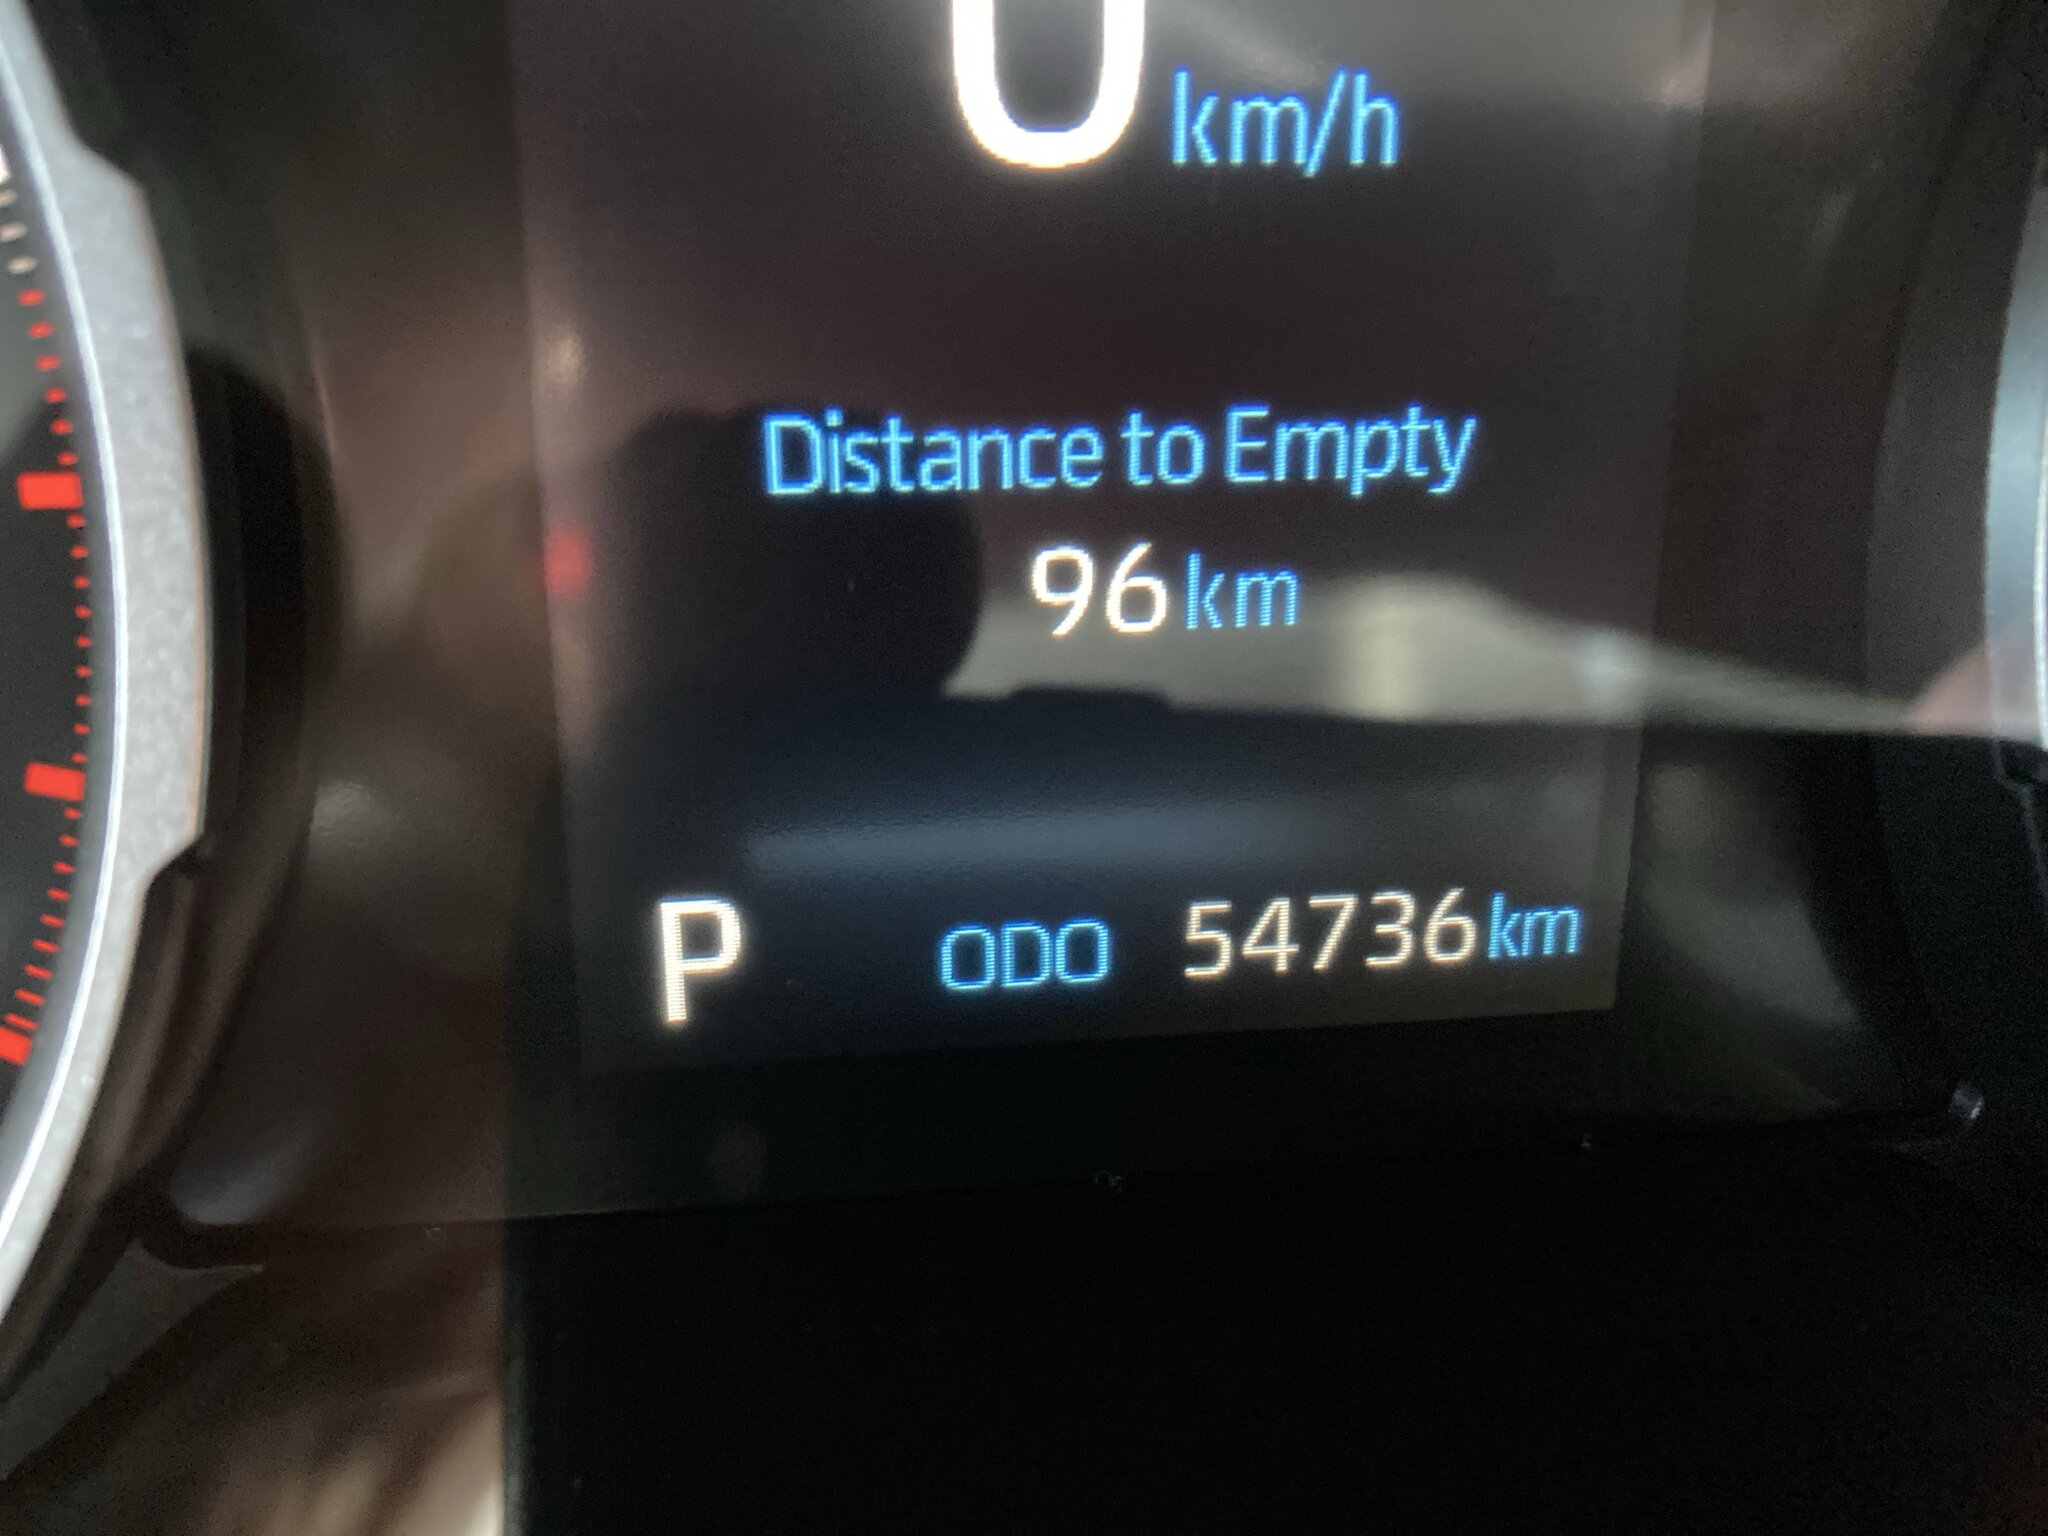 0 km/h
Distance to Empty
96 km
P ODO 54736 km